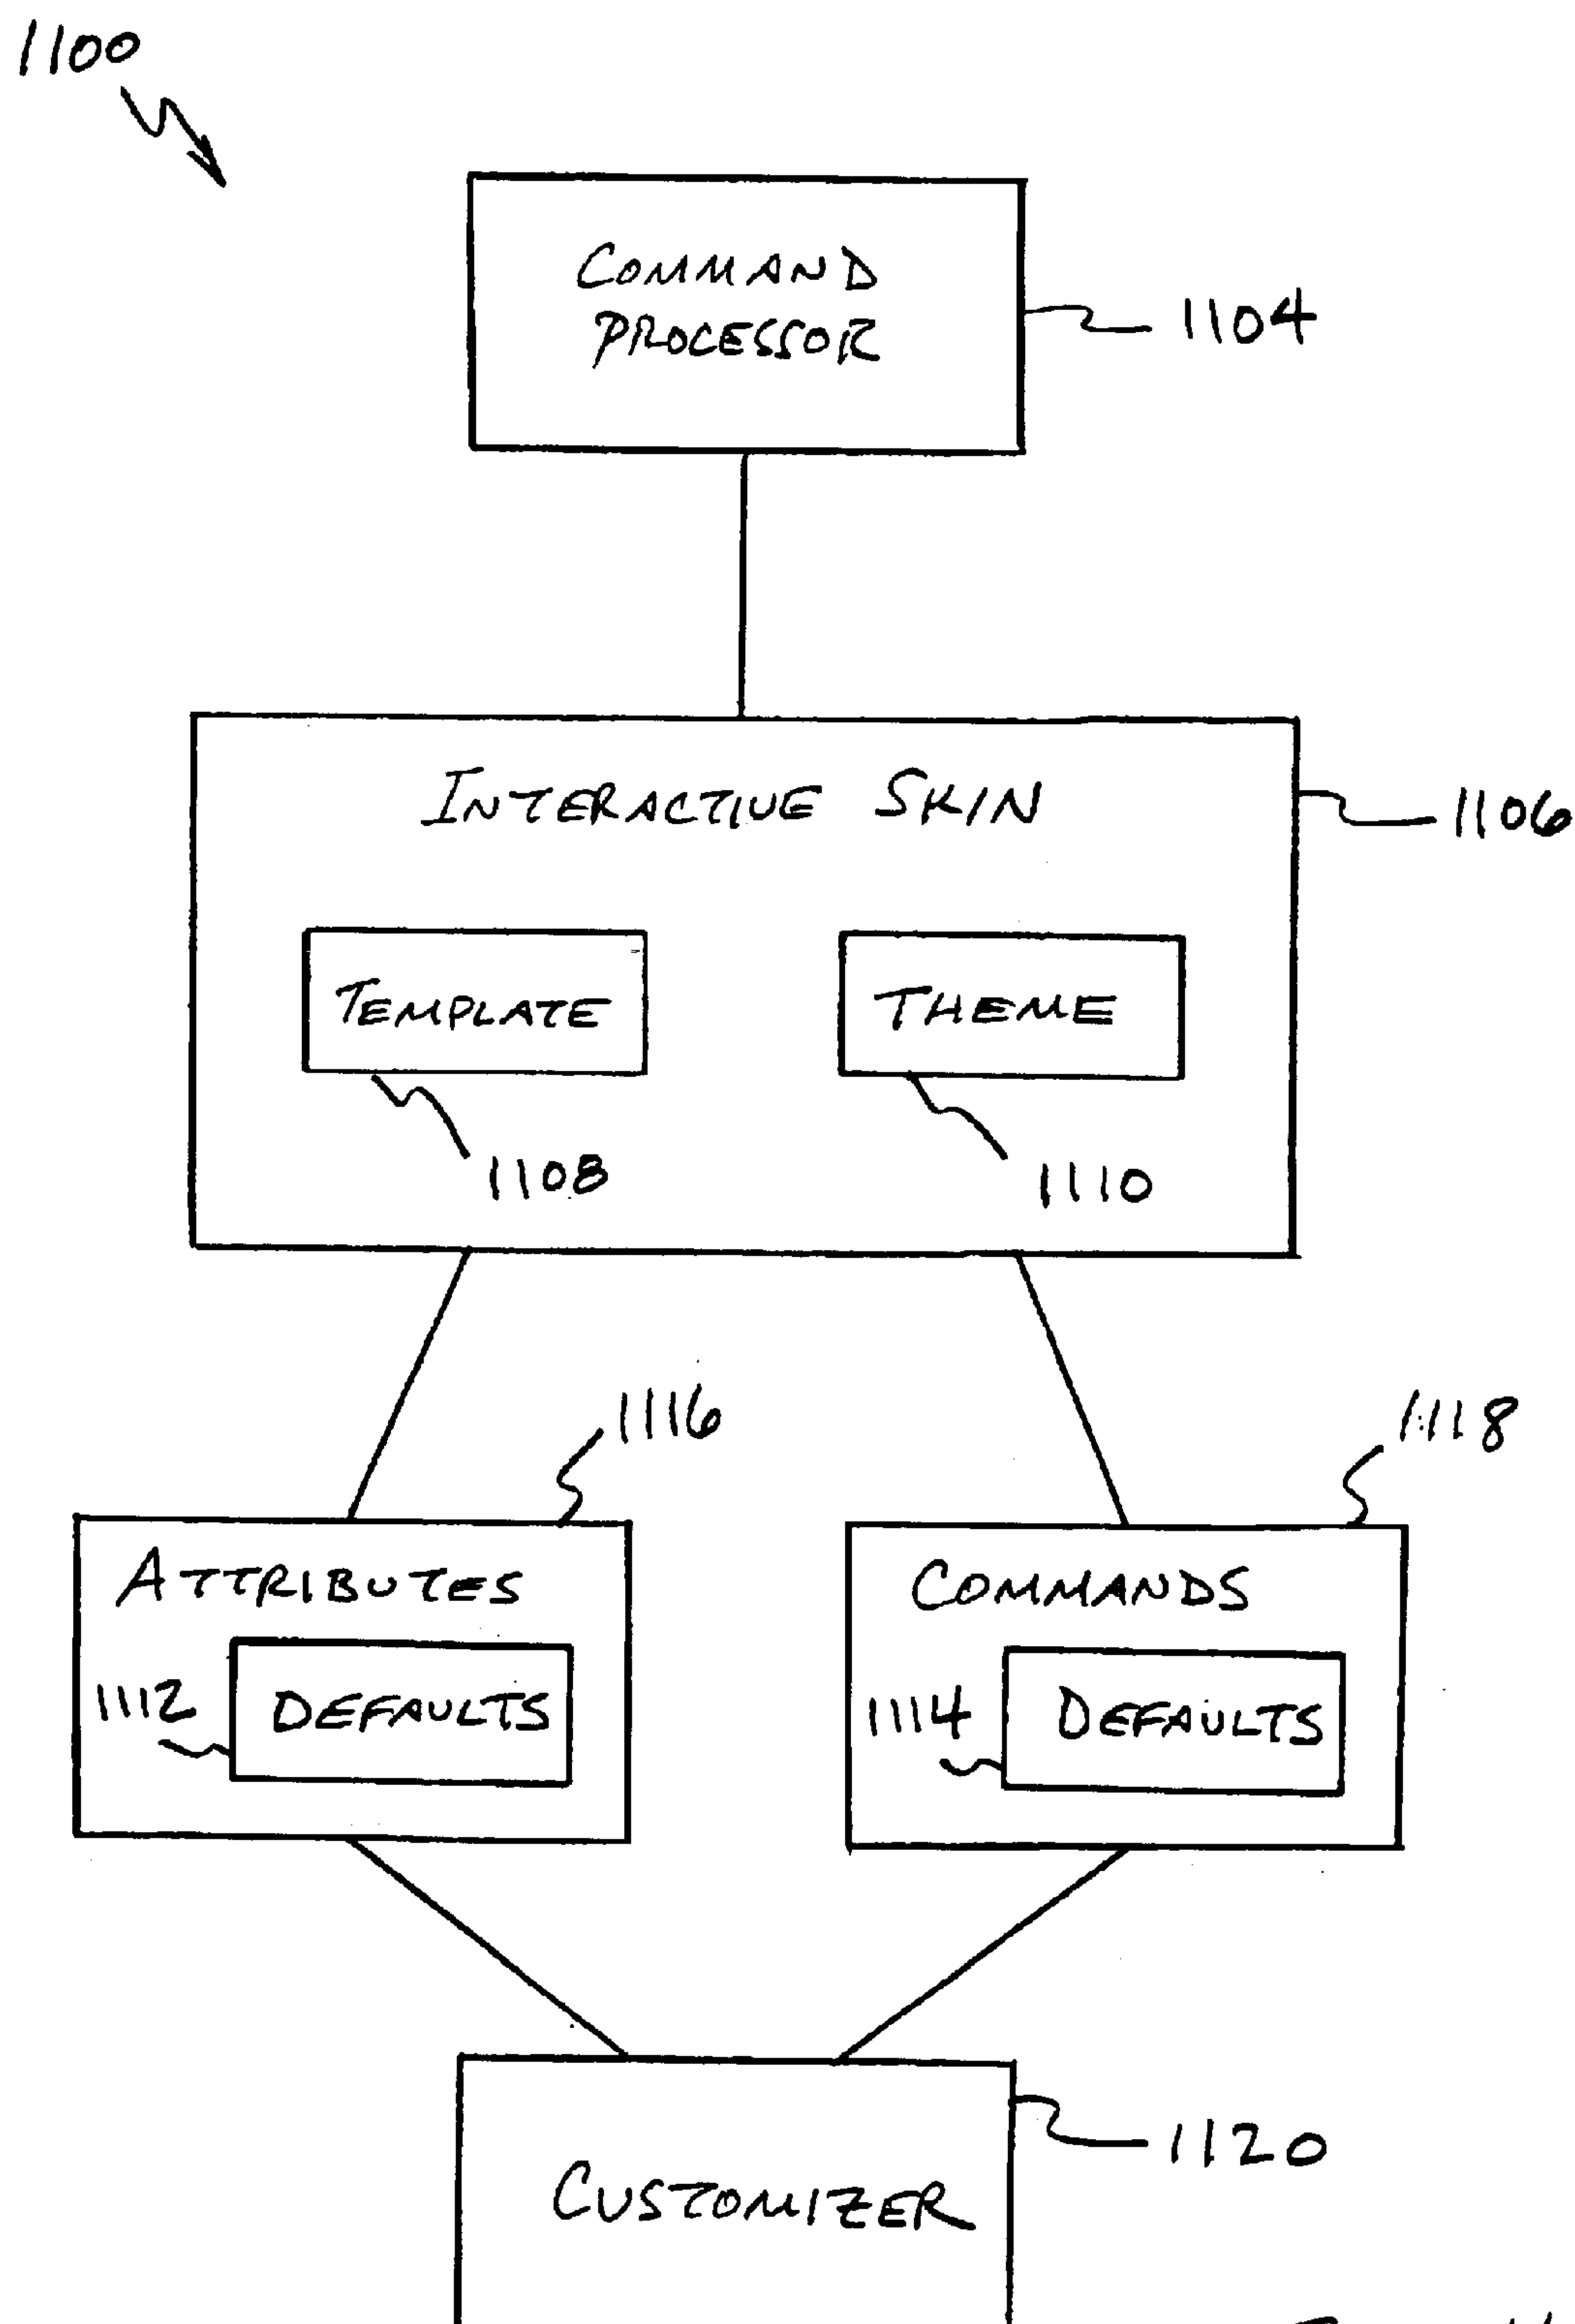 1100
COMMAND
PROCESSOR
1104
INTERACTIVE SKIN
1106
TEMPLATE
THEME
1108
1110
1116
1118
ATTRIBUTES
COMMANDS
1112
DEFAULTS
1114
DEFAULTS
1120
CUSTOMIZER